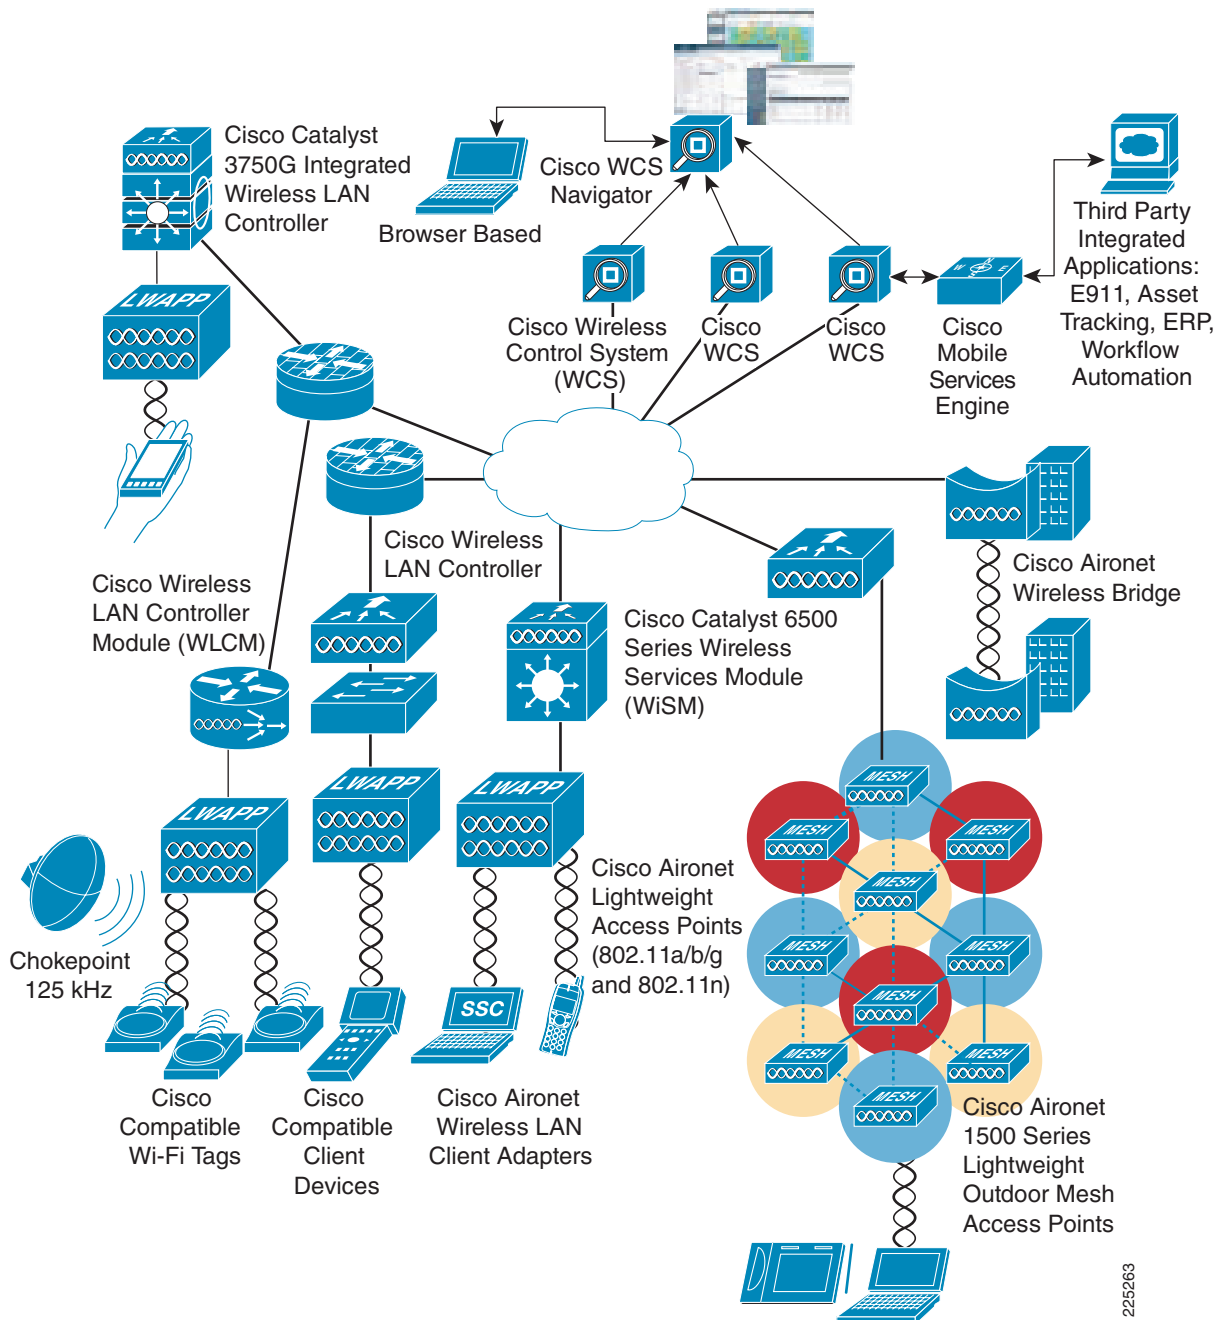 Cisco Catalyst
3750G Integrated
Wireless LAN
Controller
Browser Based
Cisco WCS
Navigator
Third Party
Integrated
Applications:
E911, Asset
Tracking, ERP,
Workflow
Automation
LWAPP
Cisco Wireless
Control System
(WCS)
Cisco
WCS
Cisco
WCS
W
N
E
Cisco
Mobile
Services
Engine
Cisco Wireless
LAN Controller
Cisco Wireless
LAN Controller
Module (WLCM)
Cisco Catalyst 6500
Series Wireless
Services Module
(WiSM)
Cisco Aironet
Wireless Bridge
LWAPP
LWAPP
LWAPP
Cisco Aironet
Lightweight
Access Points
(802.11a/b/g
and 802.11n)
MESH
MESH
MESH
MESH
MESH
MESH
MESH
MESH
MESH
MESH
Chokepoint
125 kHz
SSC
Cisco
Compatible
Wi-Fi Tags
Cisco
Compatible
Client
Devices
Cisco Aironet
Wireless LAN
Client Adapters
Cisco Aironet
1500 Series
Lightweight
Outdoor Mesh
Access Points
225263